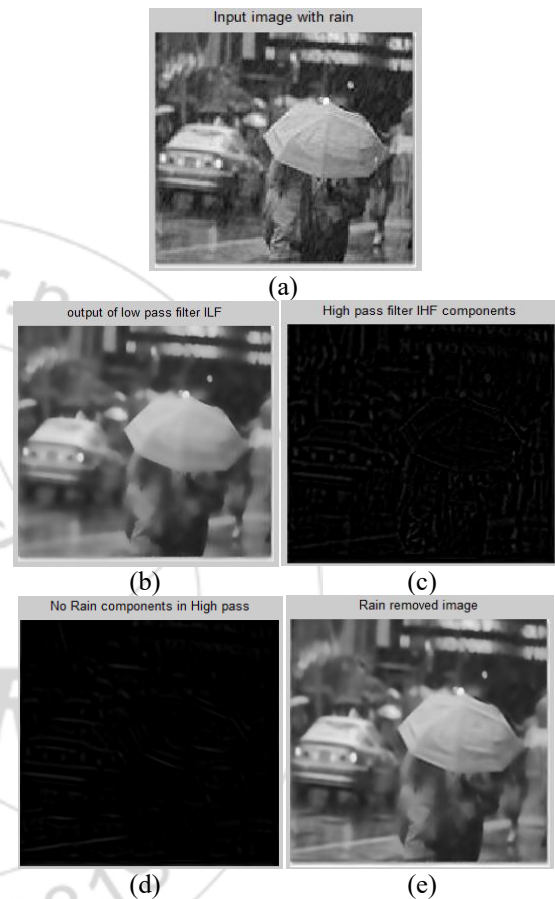 Input image with rain
(a)
output of low pass filter ILF
High pass filter IHF components
(b)
(c)
No Rain components in High pass
Rain removed image
(d)
(e)